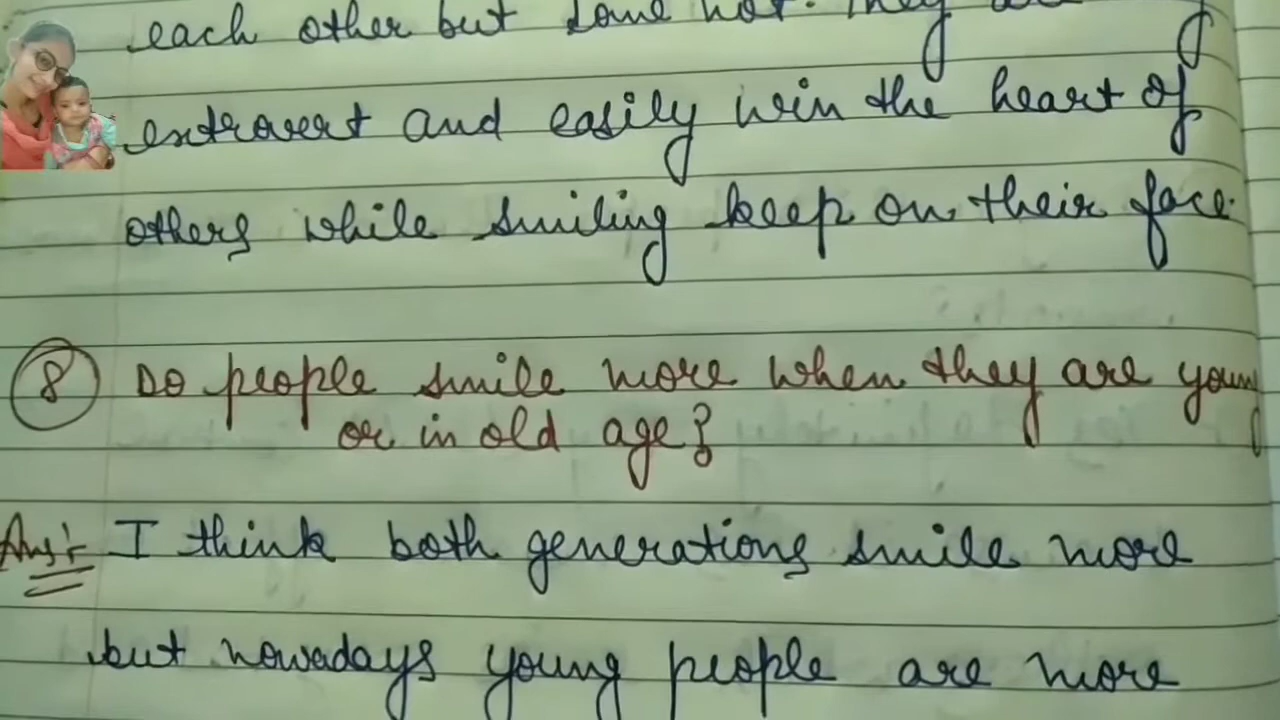 each other but some not. They are
extrovert and easily win the heart of
others while smiling keep on their face.
8 Do people smile more when they are young
or in old age?
Ans:- I think both generations smile more
but nowadays young people are more